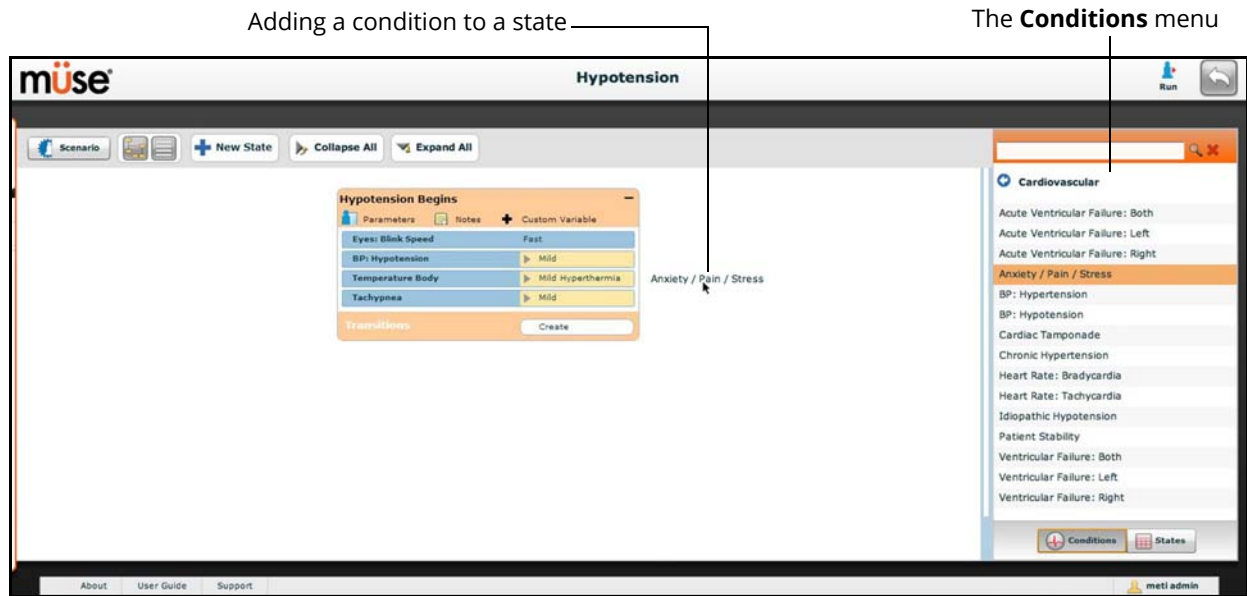 Adding a condition to a state
The Conditions menu
müse
Hypotension
Run
Scenario
New State
Collapse All
Expand All
Hypotension Begins
Parameters Notes Custom Variable
Eyes: Blink Speed Fast
BP: Hypotension Mild
Temperature Body Mild Hyperthermia
Tachypnea Mild
Transitions Create
Anxiety / Pain / Stress
Cardiovascular
Acute Ventricular Failure: Both
Acute Ventricular Failure: Left
Acute Ventricular Failure: Right
Anxiety / Pain / Stress
BP: Hypertension
BP: Hypotension
Cardiac Tamponade
Chronic Hypertension
Heart Rate: Bradycardia
Heart Rate: Tachycardia
Idiopathic Hypotension
Patient Stability
Ventricular Failure: Both
Ventricular Failure: Left
Ventricular Failure: Right
Conditions States
About User Guide Support
meti admin